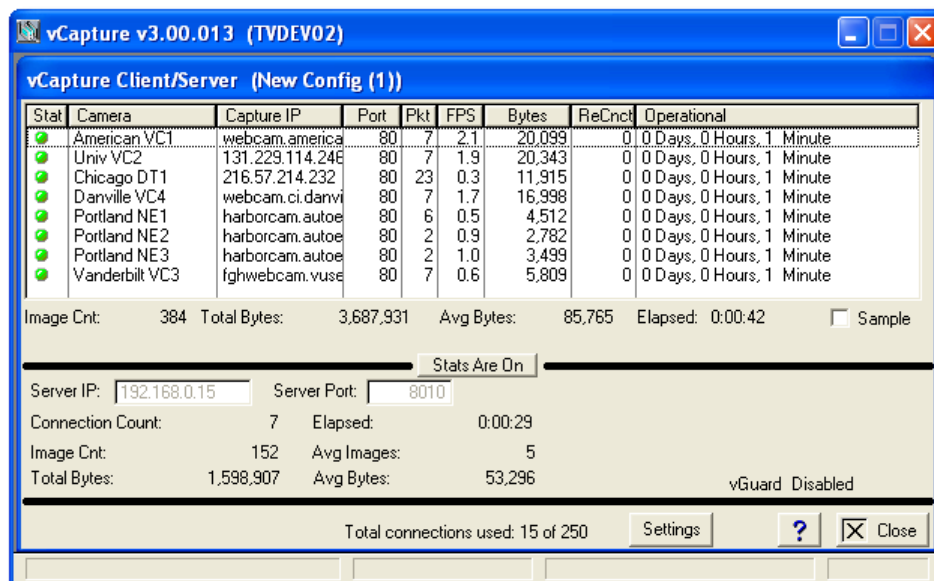 vCapture v3.00.013 (TVDEV02)
vCapture Client/Server (New Config (1))
Stat Camera Capture IP Port Pkt FPS Bytes ReCnct Operational
American VC1 webcam.america 80 7 2.1 20,099 0 0 Days, 0 Hours, 1 Minute
Univ VC2 131.229.114.246 80 7 1.9 20,343 0 0 Days, 0 Hours, 1 Minute
Chicago DT1 216.57.214.232 80 23 0.3 11,915 0 0 Days, 0 Hours, 1 Minute
Danville VC4 webcam.ci.danvi 80 7 1.7 16,998 0 0 Days, 0 Hours, 1 Minute
Portland NE1 harborcam.autoe 80 6 0.5 4,512 0 0 Days, 0 Hours, 1 Minute
Portland NE2 harborcam.autoe 80 2 0.9 2,782 0 0 Days, 0 Hours, 1 Minute
Portland NE3 harborcam.autoe 80 2 1.0 3,499 0 0 Days, 0 Hours, 1 Minute
Vanderbilt VC3 fghwebcam.vuse 80 7 0.6 5,809 0 0 Days, 0 Hours, 1 Minute
Image Cnt: 384 Total Bytes: 3,687,931 Avg Bytes: 85,765 Elapsed: 0:00:42 Sample
Stats Are On
Server IP: 192.168.0.15 Server Port: 8010
Connection Count: 7 Elapsed: 0:00:29
Image Cnt: 152 Avg Images: 5
Total Bytes: 1,598,907 Avg Bytes: 53,296
vGuard Disabled
Total connections used: 15 of 250 Settings ? Close